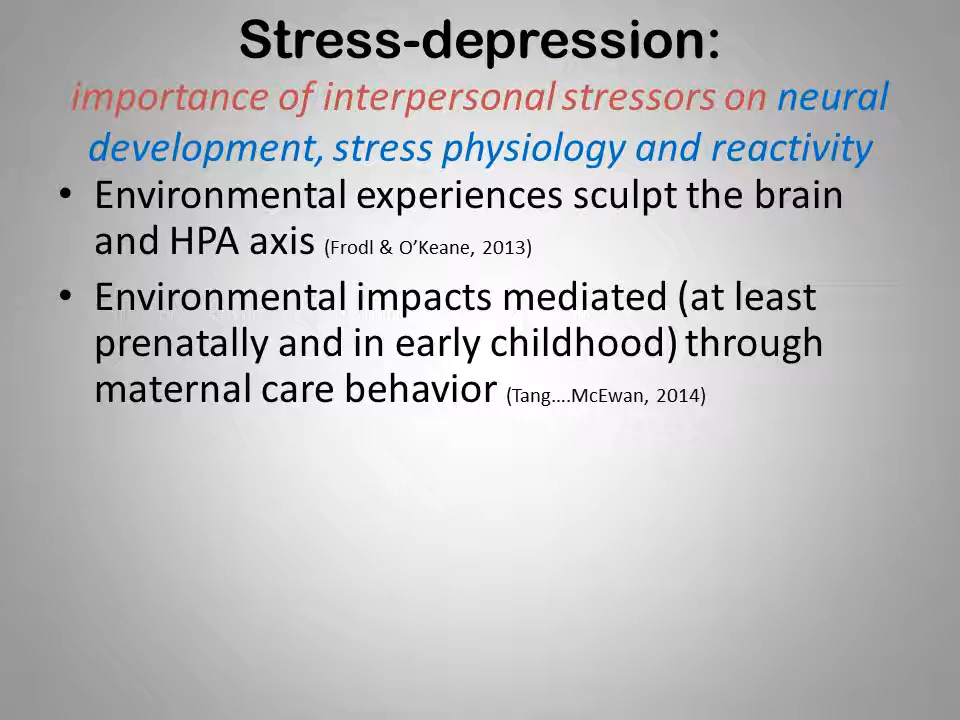 Stress-depression:
importance of interpersonal stressors on neural
development, stress physiology and reactivity
• Environmental experiences sculpt the brain
and HPA axis (Frodl & O’Keane, 2013)
• Environmental impacts mediated (at least
prenatally and in early childhood) through
maternal care behavior (Tang….McEwan, 2014)